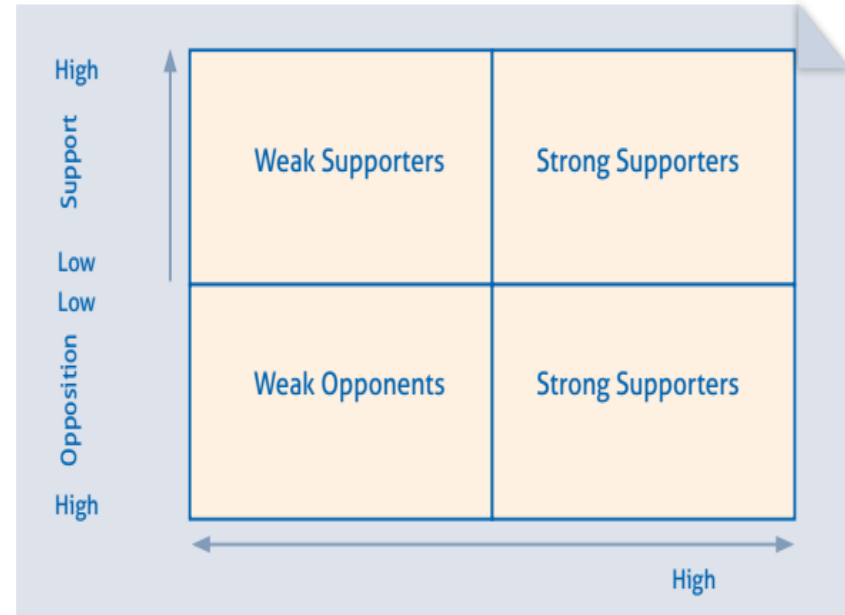 High
Support
Weak Supporters
Strong Supporters
Low
Low
Opposition
Weak Opponents
Strong Supporters
High
High